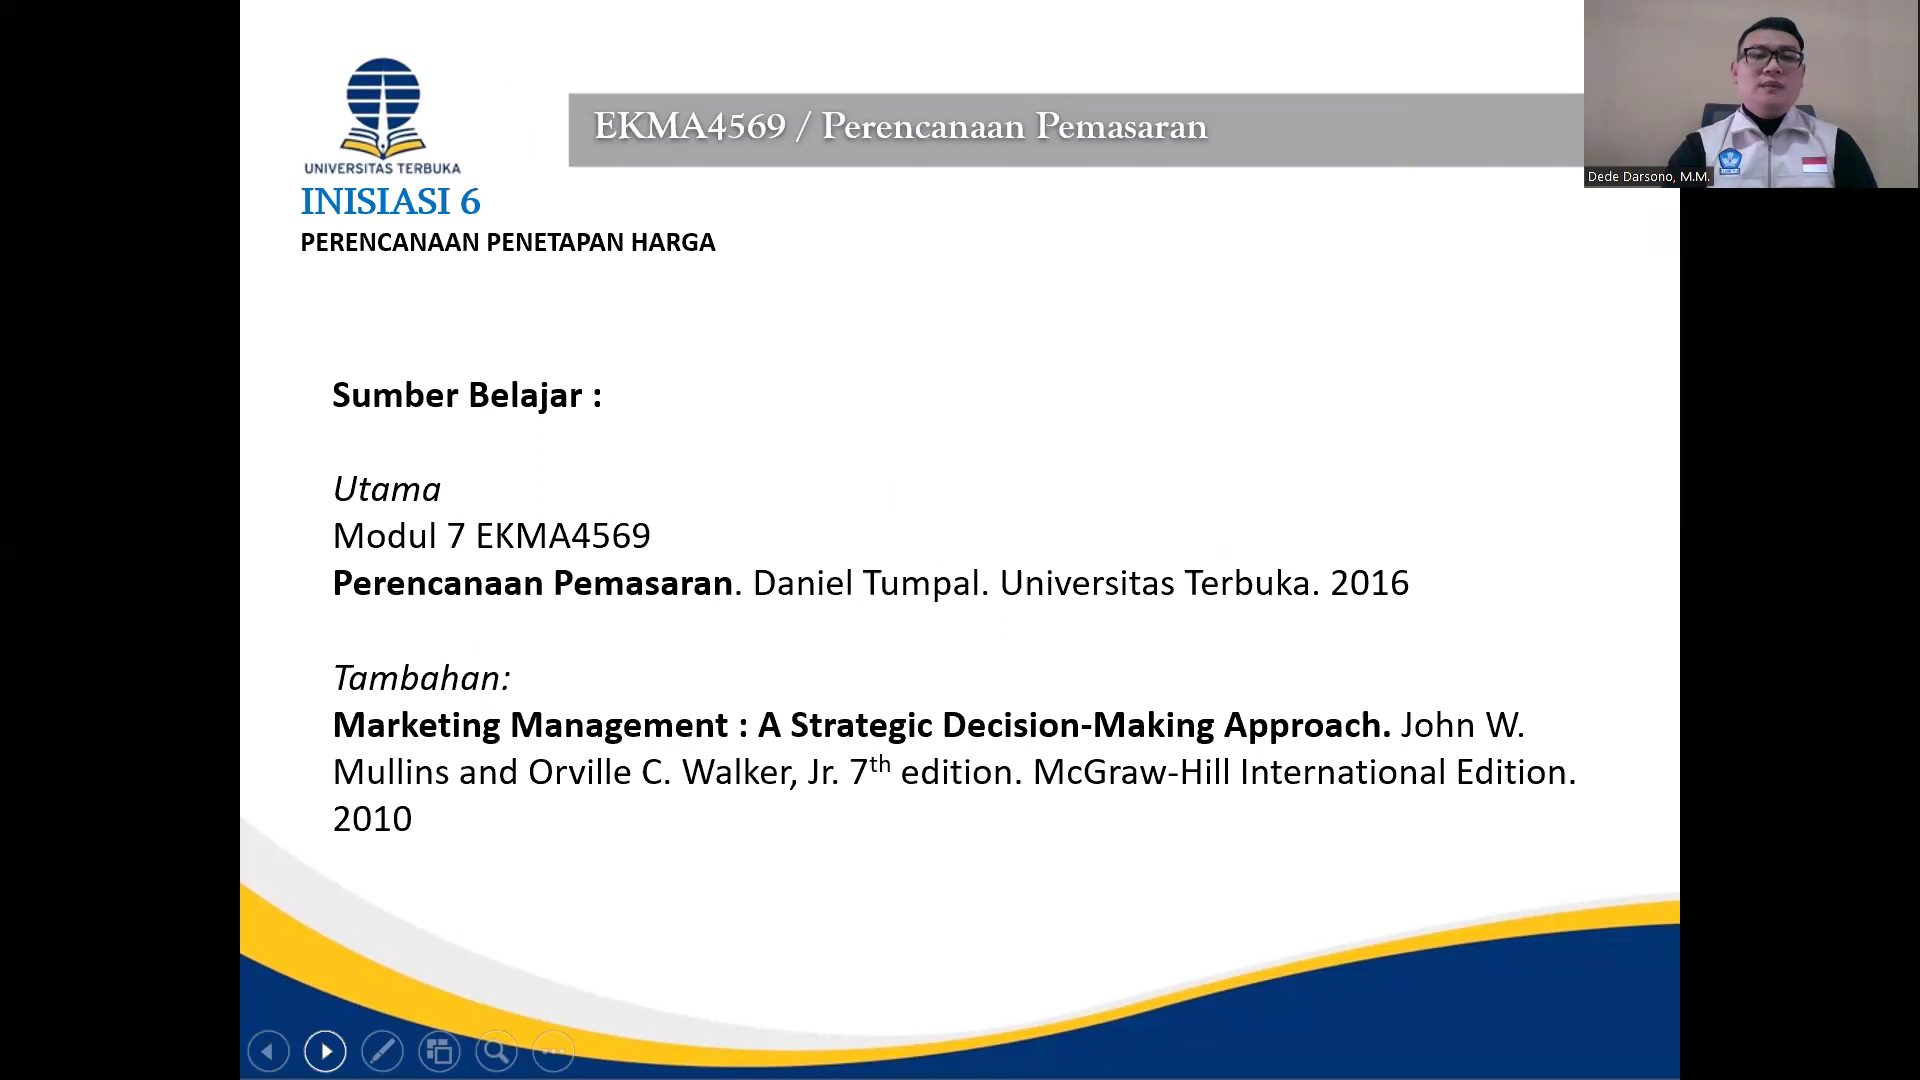 UNIVERSITAS TERBUKA
EKMA4569 / Perencanaan Pemasaran
Dede Darsono, M.M.
INISIASI 6
PERENCANAAN PENETAPAN HARGA
Sumber Belajar :
Utama
Modul 7 EKMA4569
Perencanaan Pemasaran. Daniel Tumpal. Universitas Terbuka. 2016
Tambahan:
Marketing Management : A Strategic Decision-Making Approach. John W.
Mullins and Orville C. Walker, Jr. 7th edition. McGraw-Hill International Edition.
2010